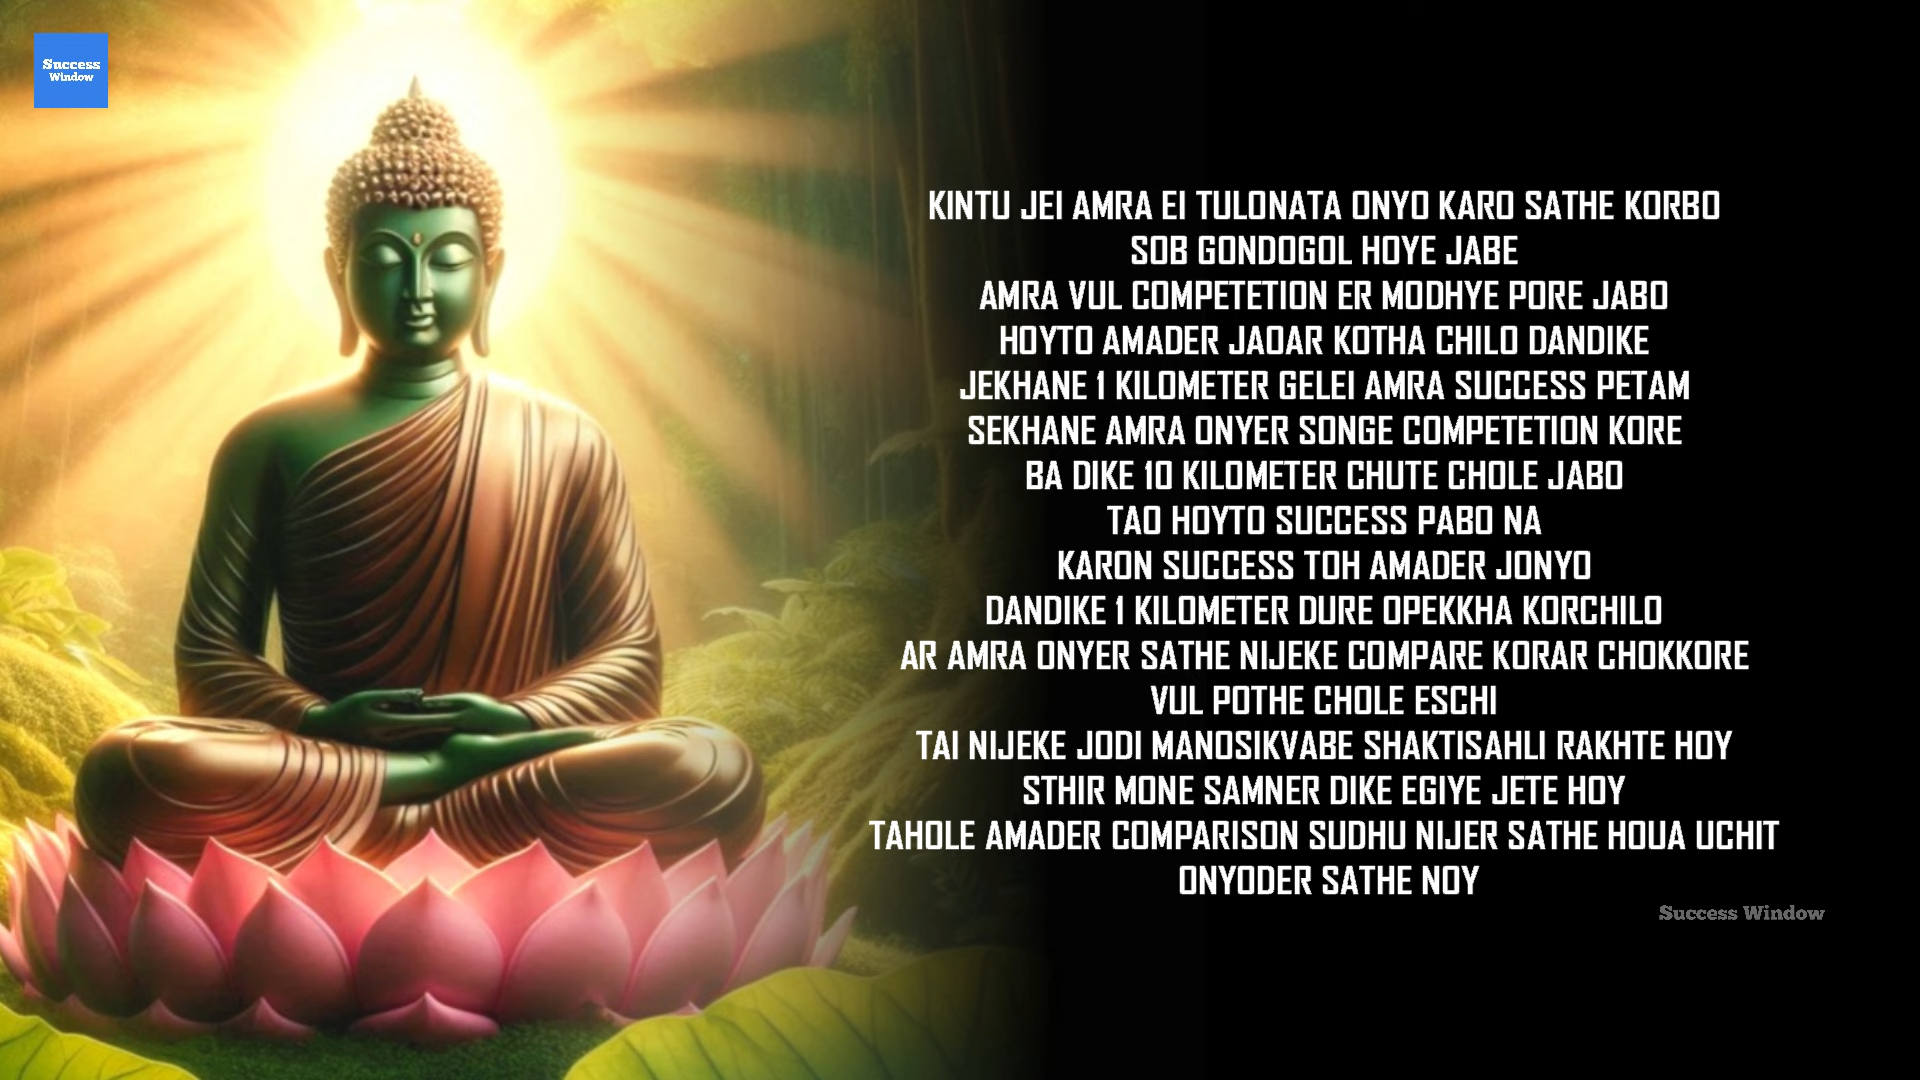 Success
Window
KINTU JEI AMRA EI TULONATA ONYO KARO SATHE KORBO
SOB GONDOGOL HOYE JABE
AMRA VUL COMPETETION ER MODHYE PORE JABO
HOYTO AMADER JAOAR KOTHA CHILO DANDIKE
JEKHANE 1 KILOMETER GELEI AMRA SUCCESS PETAM
SEKHANE AMRA ONYER SONGE COMPETETION KORE
BA DIKE 10 KILOMETER CHUTE CHOLE JABO
TAO HOYTO SUCCESS PABO NA
KARON SUCCESS TOH AMADER JONYO
DANDIKE 1 KILOMETER DURE OPEKKHA KORCHILO
AR AMRA ONYER SATHE NIJEKE COMPARE KORAR CHOKKORE
VUL POTHE CHOLE ESCHI
TAI NIJEKE JODI MANOSIKVABE SHAKTISAHLI RAKHTE HOY
STHIR MONE SAMNER DIKE EGIYE JETE HOY
TAHOLE AMADER COMPARISON SUDHU NIJER SATHE HOUA UCHIT
ONYODER SATHE NOY
Success Window